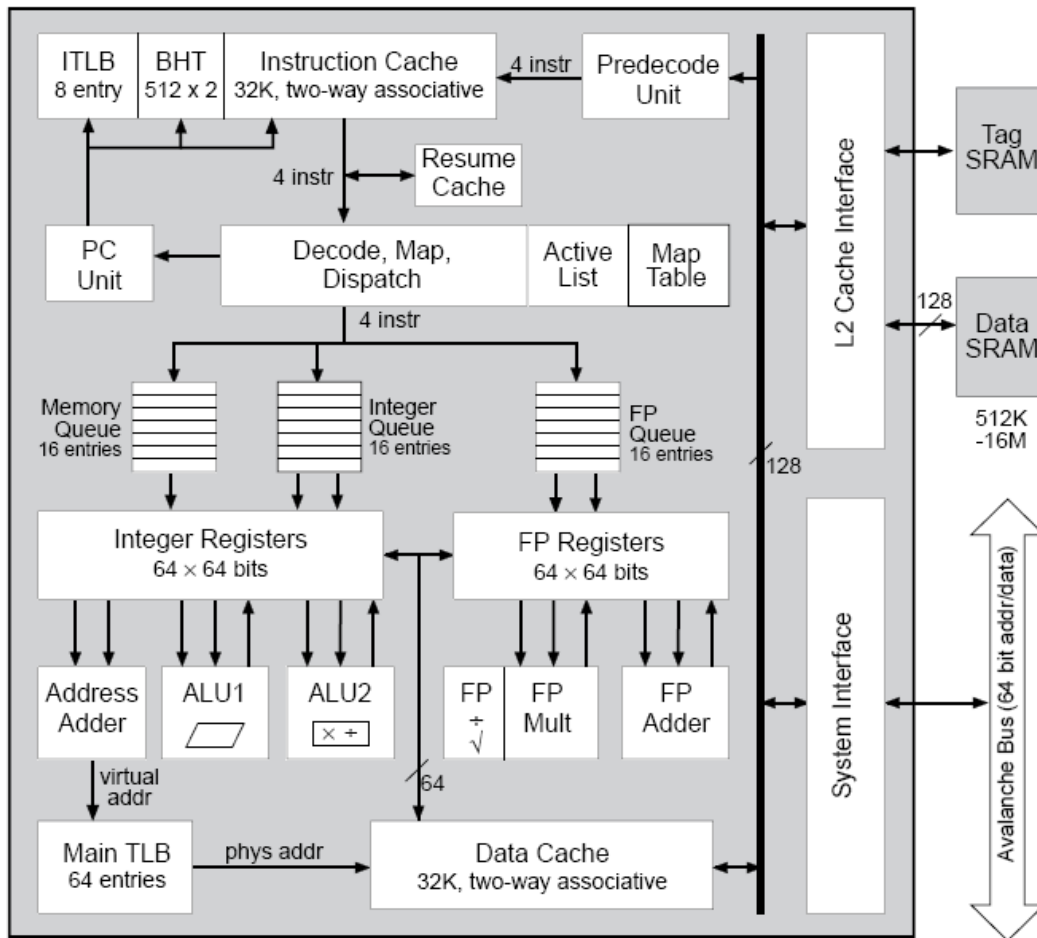 ITLB
8 entry
BHT
512 x 2
Instruction Cache
32K, two-way associative
4 instr
Predecode
Unit
Tag
SRAM
4 instr
Resume
Cache
L2 Cache Interface
PC
Unit
Decode, Map,
Dispatch
Active
List
Map
Table
4 instr
128
Data
SRAM
512K
-16M
Memory
Queue
16 entries
Integer
Queue
16 entries
FP
Queue
16 entries
128
Integer Registers
64 × 64 bits
FP Registers
64 × 64 bits
Address
Adder
ALU1
ALU2
× ÷
FP
÷
√
FP
Mult
FP
Adder
System Interface
Avalanche Bus (64 bit addr/data)
virtual
addr
64
Main TLB
64 entries
phys addr
Data Cache
32K, two-way associative